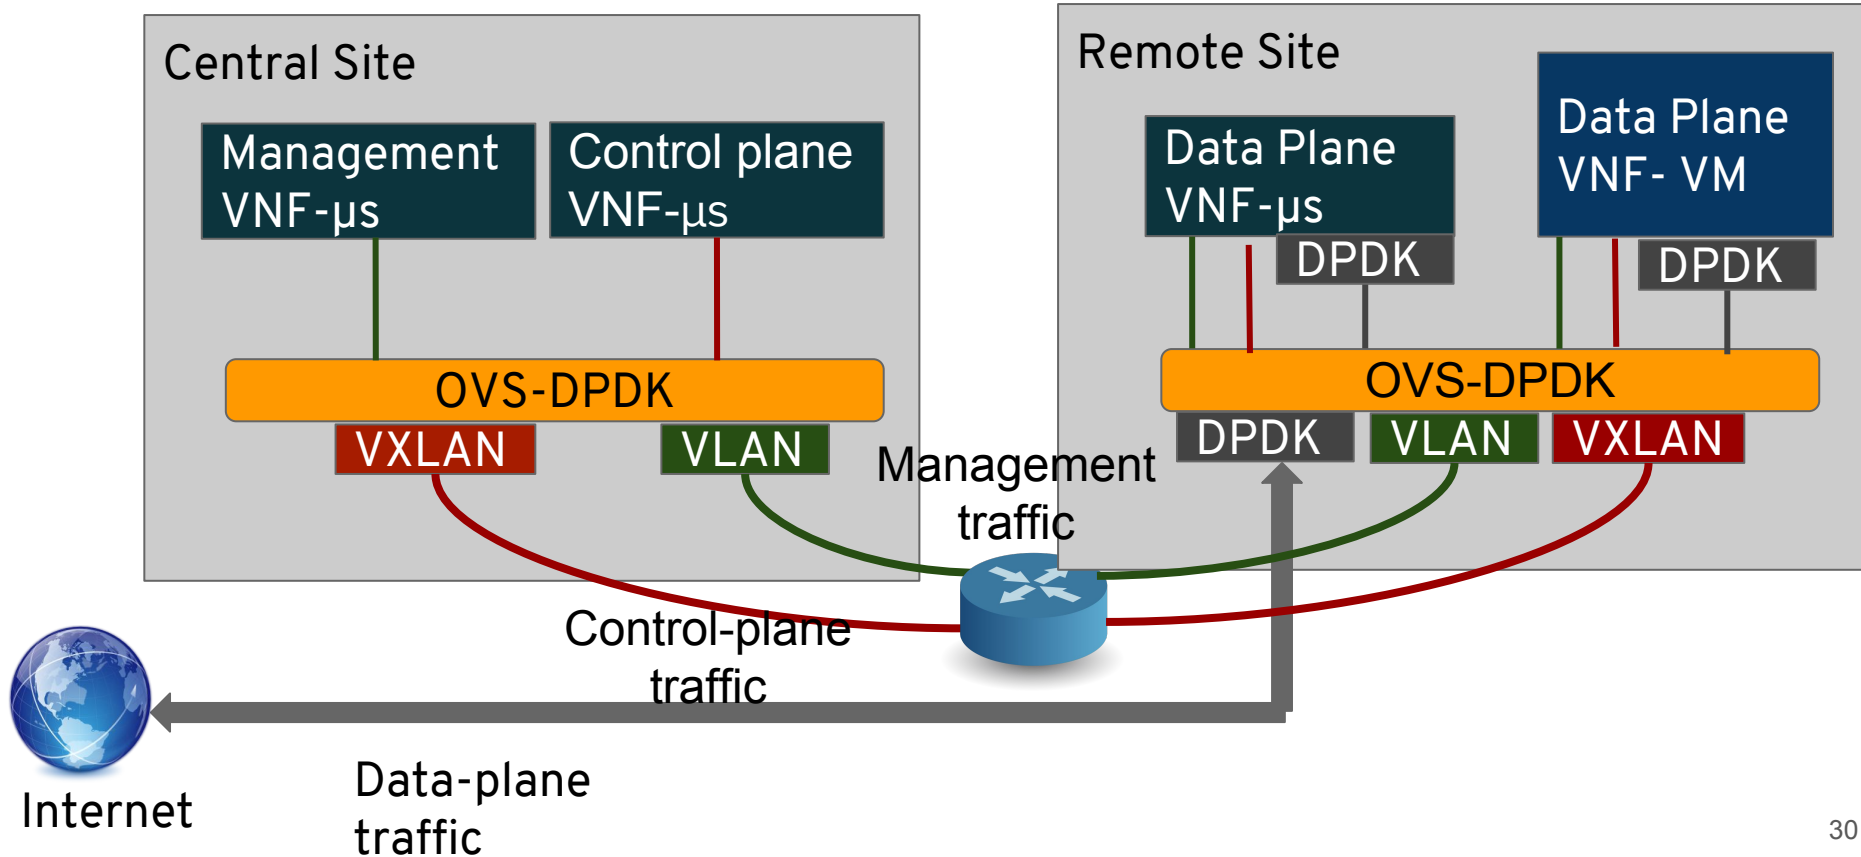 Central Site
Management
VNF-µs
Control plane
VNF-µs
OVS-DPDK
VXLAN
VLAN
Remote Site
Data Plane
VNF-µs
DPDK
Data Plane
VNF- VM
DPDK
OVS-DPDK
DPDK
VLAN
VXLAN
Management
traffic
Control-plane
traffic
Internet
Data-plane
traffic
30